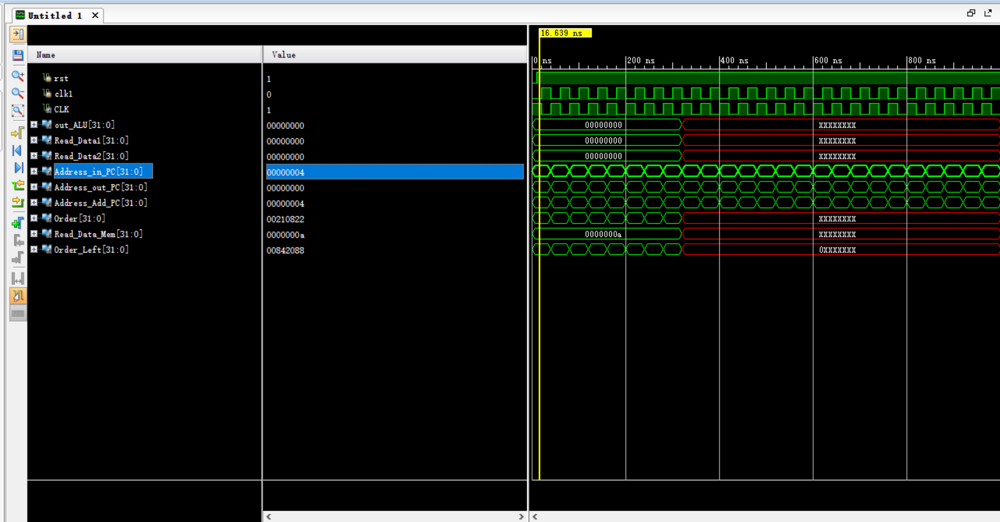 Untitled 1
16.639 ns
Name Value
0 ns 200 ns 400 ns 600 ns 800 ns
rst 1
clk1 0
CLK 1
out_ALU[31:0] 00000000 00000000 XXXXXXXX
Read_Data1[31:0] 00000000 00000000 XXXXXXXX
Read_Data2[31:0] 00000000 00000000 XXXXXXXX
Address_in_PC[31:0] 00000004
Address_out_PC[31:0] 00000000
Address_Add_PC[31:0] 00000004
Order[31:0] 00210822 XXXXXXXX
Read_Data_Mem[31:0] 0000000a 0000000a XXXXXXXX
Order_Left[31:0] 00842088 0XXXXXXX